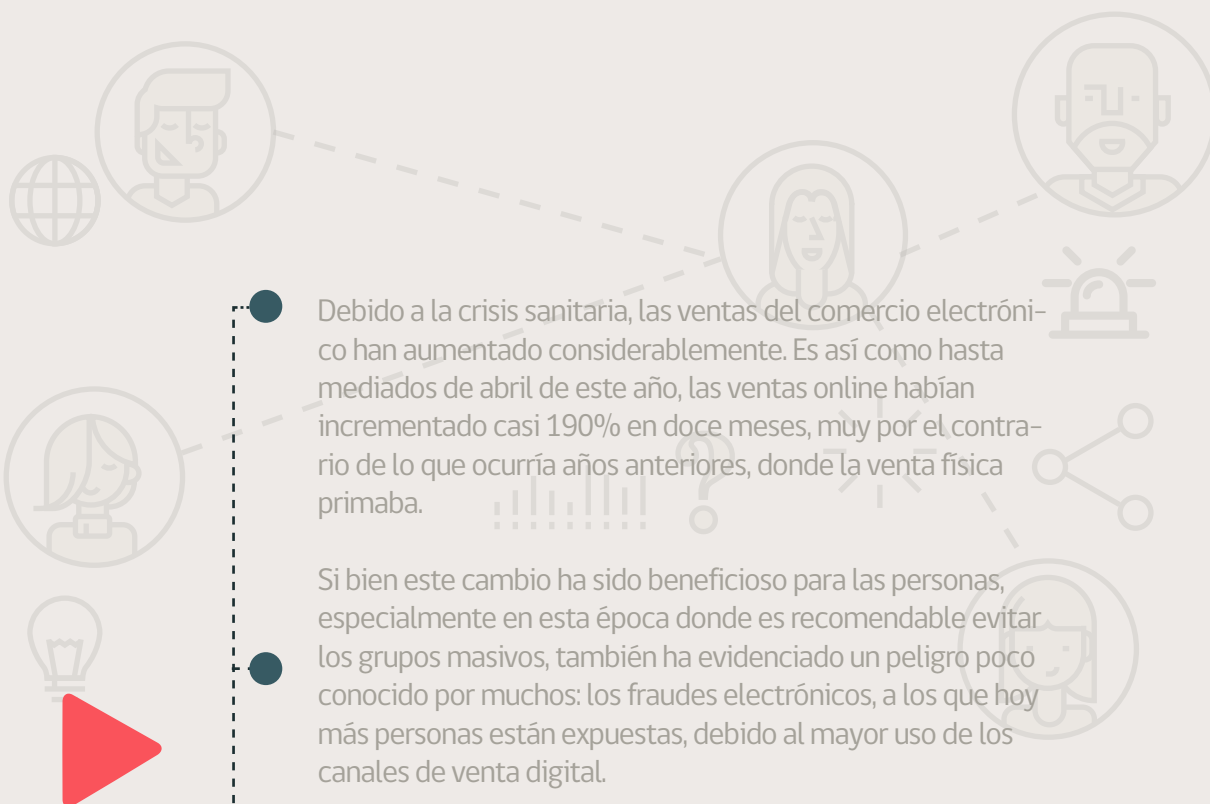 Debido a la crisis sanitaria, las ventas del comercio electróni-
co han aumentado considerablemente. Es así como hasta
mediados de abril de este año, las ventas online habían
incrementado casi 190% en doce meses, muy por el contra-
rio de lo que ocurría años anteriores, donde la venta física
primaba.
Si bien este cambio ha sido beneficioso para las personas,
especialmente en esta época donde es recomendable evitar
los grupos masivos, también ha evidenciado un peligro poco
conocido por muchos: los fraudes electrónicos, a los que hoy
más personas están expuestas, debido al mayor uso de los
canales de venta digital.